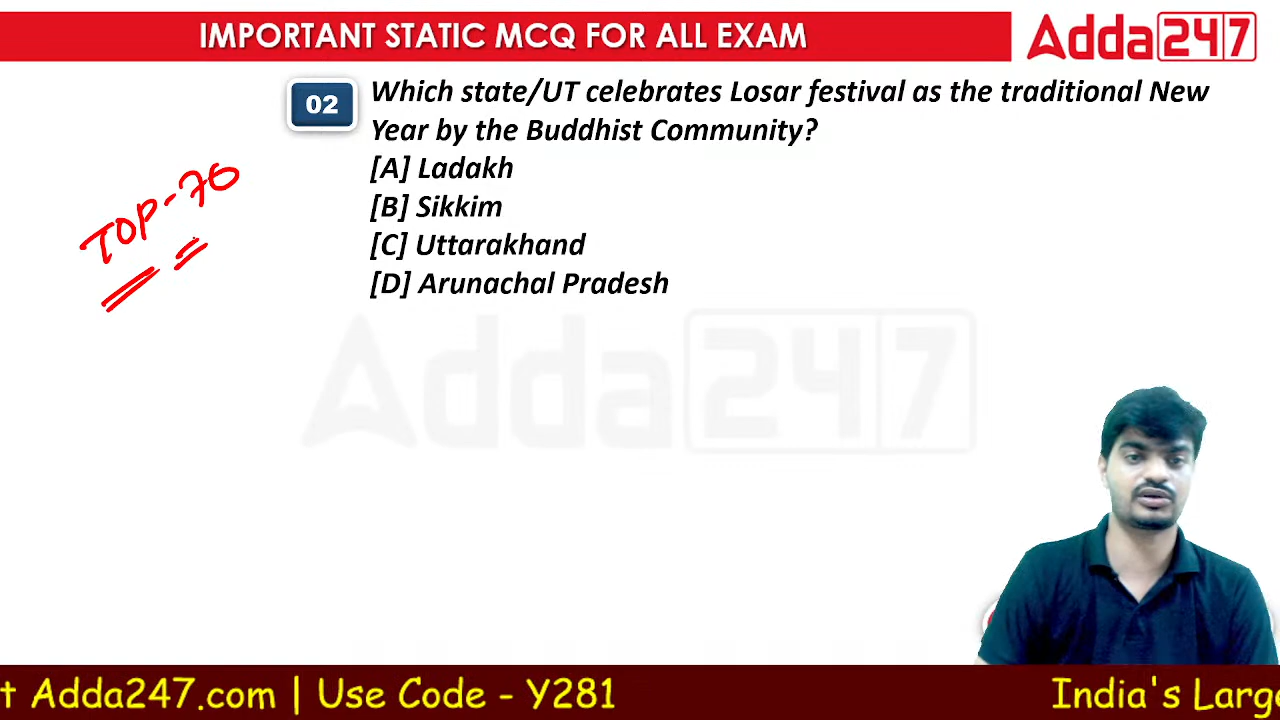 IMPORTANT STATIC MCQ FOR ALL EXAM
Adda247
02
Which state/UT celebrates Losar festival as the traditional New
Year by the Buddhist Community?
[A] Ladakh
[B] Sikkim
[C] Uttarakhand
[D] Arunachal Pradesh
TOP-70
Adda247
t Adda247.com | Use Code - Y281
India's Large